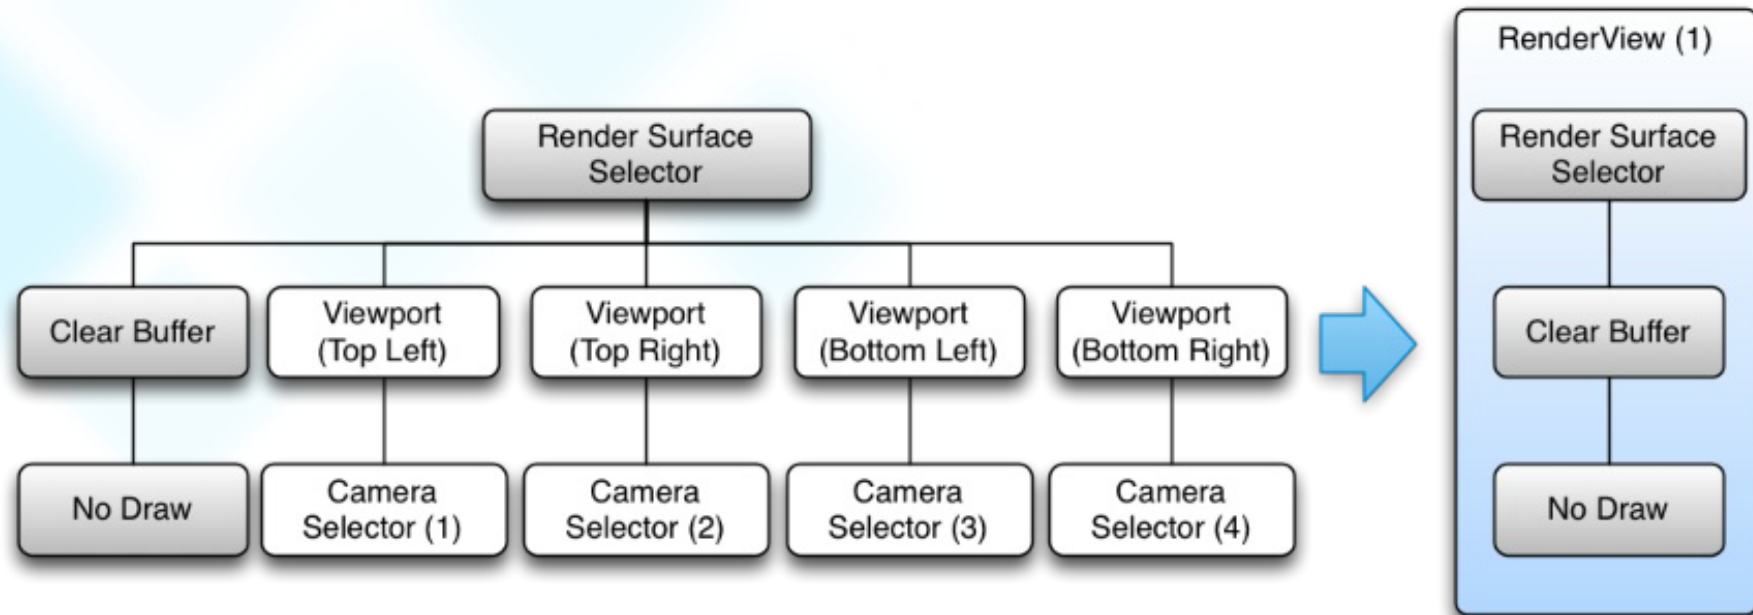 RenderView (1)
Render Surface
Selector
Render Surface
Selector
Clear Buffer
Viewport
(Top Left)
Viewport
(Top Right)
Viewport
(Bottom Left)
Viewport
(Bottom Right)
Clear Buffer
No Draw
Camera
Selector (1)
Camera
Selector (2)
Camera
Selector (3)
Camera
Selector (4)
No Draw